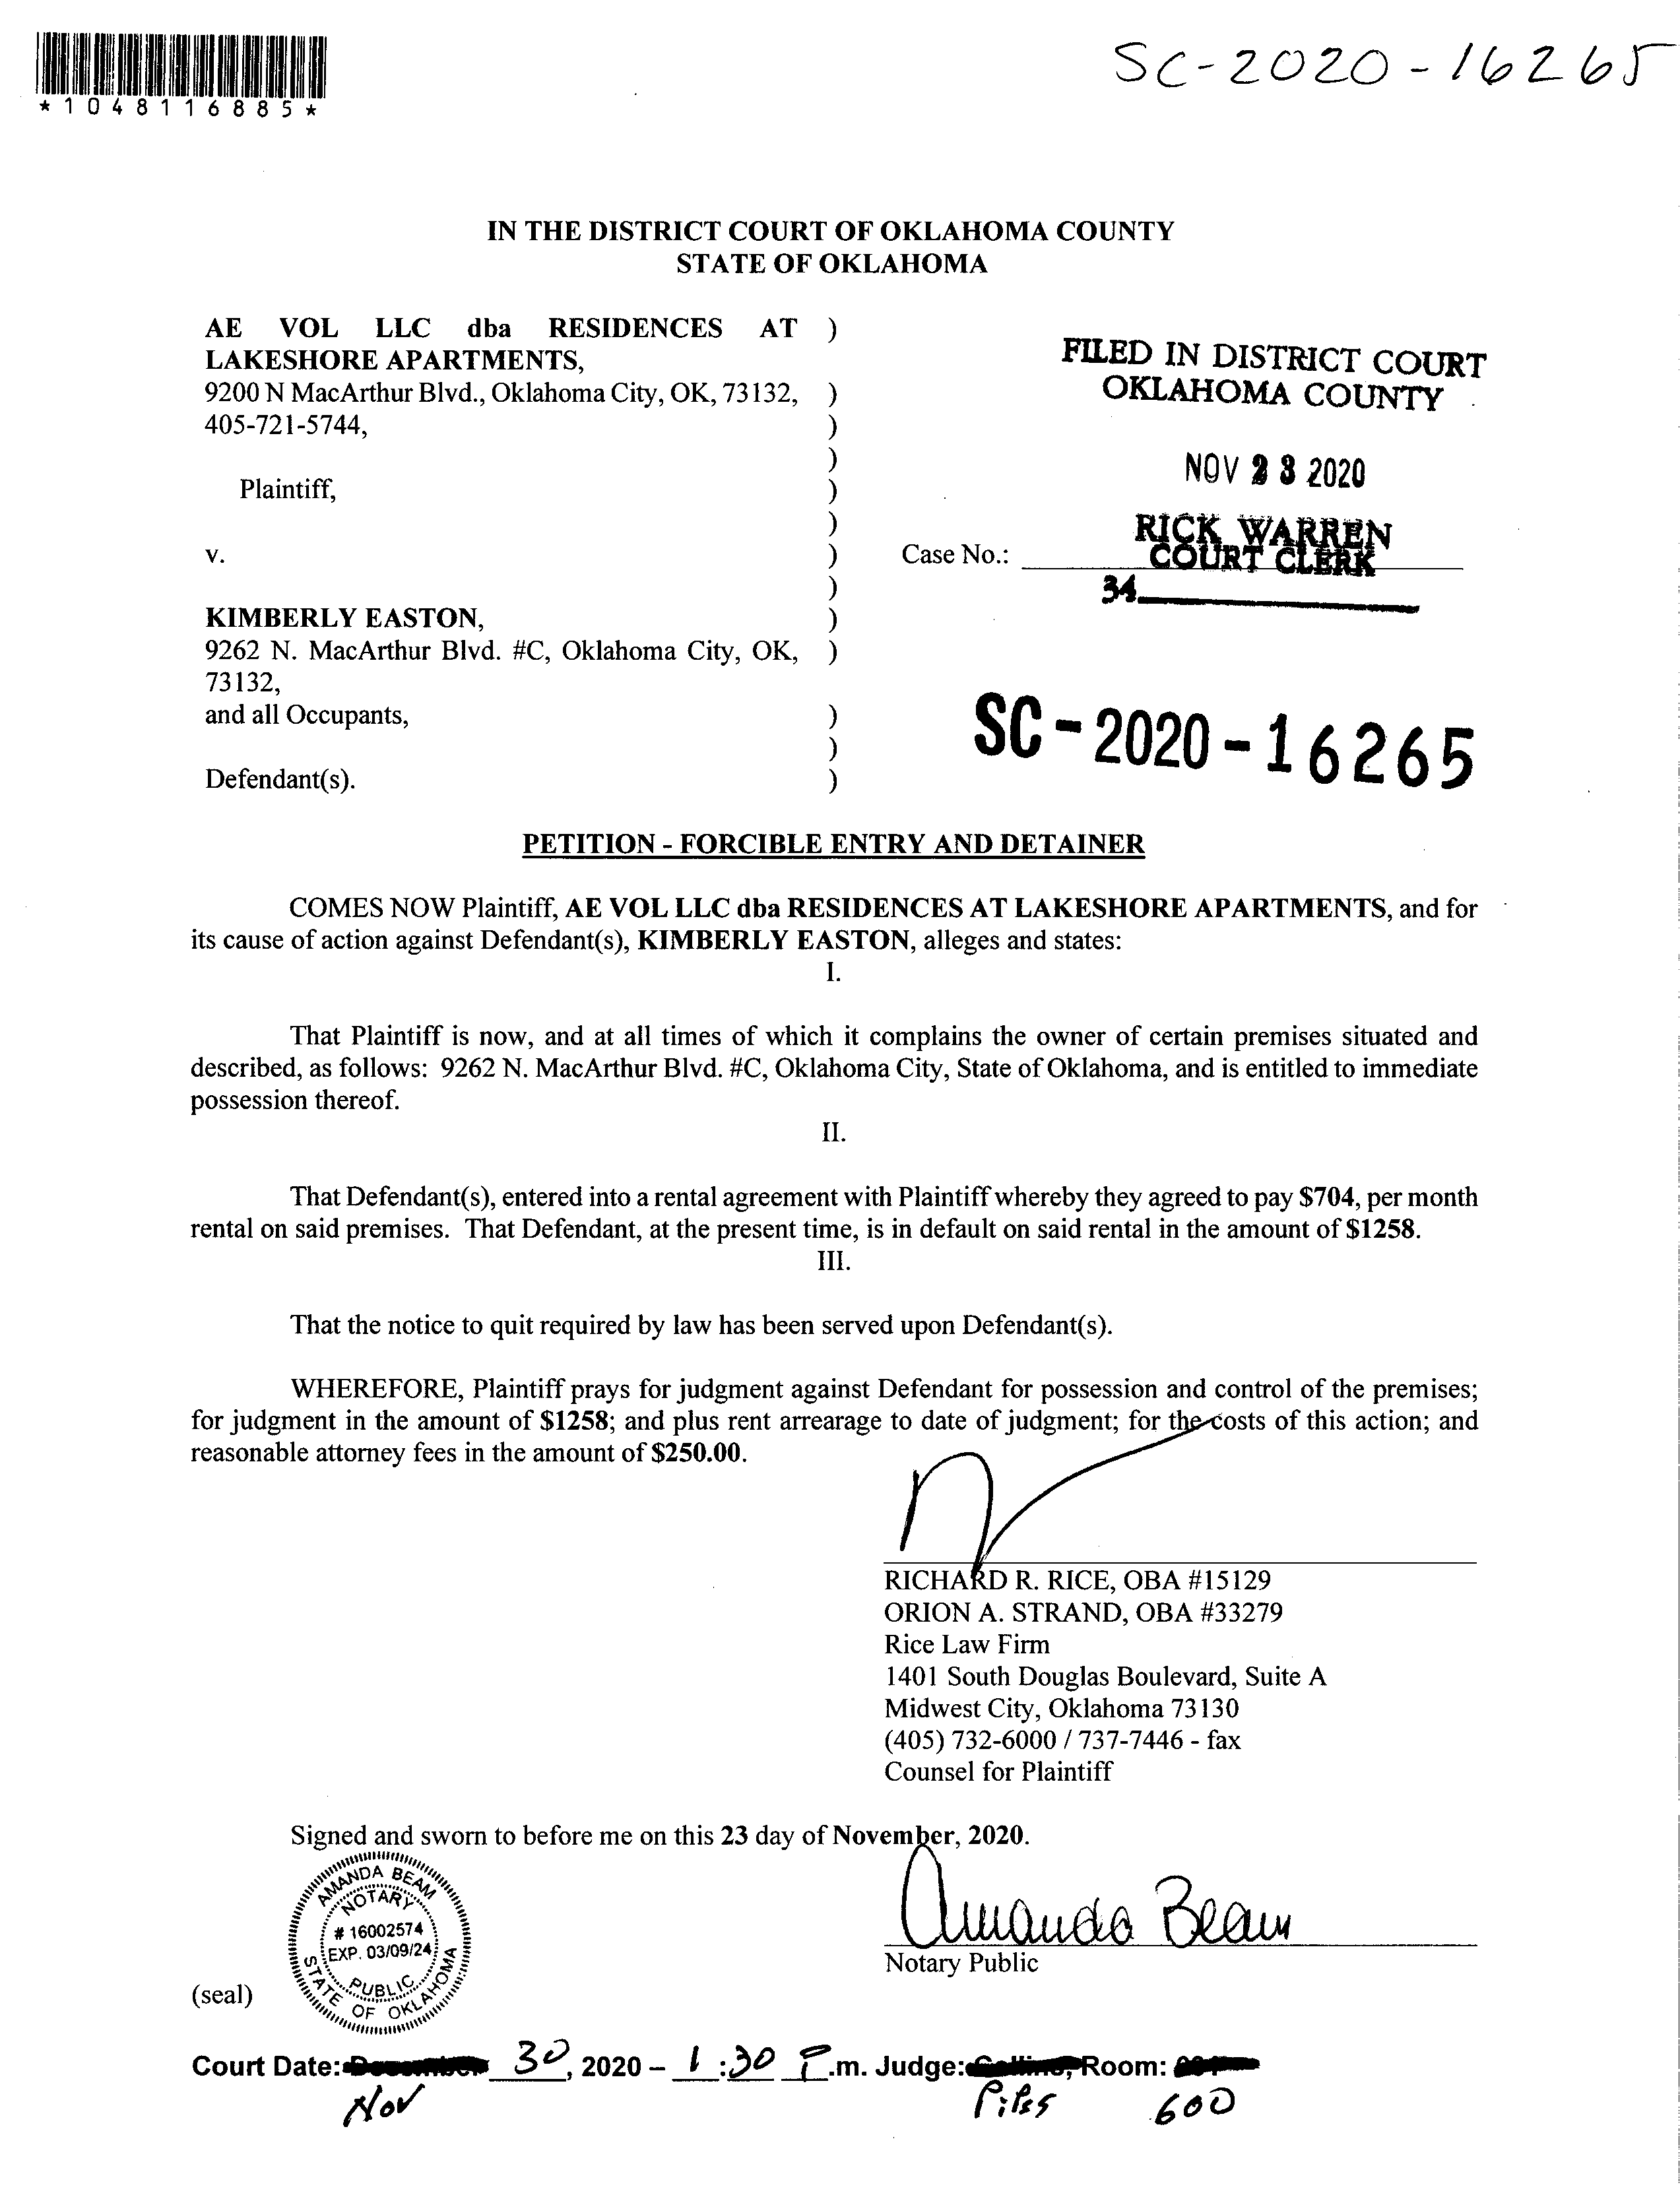 *1048116885*
SC-2020-16265
IN THE DISTRICT COURT OF OKLAHOMA COUNTY
STATE OF OKLAHOMA
AE VOL LLC dba RESIDENCES AT )
LAKESHORE APARTMENTS,
9200 N MacArthur Blvd., Oklahoma City, OK, 73132, )
405-721-5744, )
)
Plaintiff, )
)
v. )
)
KIMBERLY EASTON, )
9262 N. MacArthur Blvd. #C, Oklahoma City, OK, )
73132,
and all Occupants, )
)
Defendant(s). )
FILED IN DISTRICT COURT
OKLAHOMA COUNTY
NOV 23 2020
RICK WARREN
COURT CLERK
Case No.:
34
SC-2020-16265
PETITION - FORCIBLE ENTRY AND DETAINER
COMES NOW Plaintiff, AE VOL LLC dba RESIDENCES AT LAKESHORE APARTMENTS, and for
its cause of action against Defendant(s), KIMBERLY EASTON, alleges and states:
I.
That Plaintiff is now, and at all times of which it complains the owner of certain premises situated and
described, as follows: 9262 N. MacArthur Blvd. #C, Oklahoma City, State of Oklahoma, and is entitled to immediate
possession thereof.
II.
That Defendant(s), entered into a rental agreement with Plaintiff whereby they agreed to pay $704, per month
rental on said premises. That Defendant, at the present time, is in default on said rental in the amount of $1258.
III.
That the notice to quit required by law has been served upon Defendant(s).
WHEREFORE, Plaintiff prays for judgment against Defendant for possession and control of the premises;
for judgment in the amount of $1258; and plus rent arrearage to date of judgment; for the costs of this action; and
reasonable attorney fees in the amount of $250.00.
RICHARD R. RICE, OBA #15129
ORION A. STRAND, OBA #33279
Rice Law Firm
1401 South Douglas Boulevard, Suite A
Midwest City, Oklahoma 73130
(405) 732-6000 / 737-7446 - fax
Counsel for Plaintiff
Signed and sworn to before me on this 23 day of November, 2020.
Amanda Beam
Notary Public
AMANDA BEAM
NOTARY
# 16002574
EXP. 03/09/24
PUBLIC
STATE OF OKLAHOMA
(seal)
Court Date: 30, 2020 – 1:30 P.m. Judge: Room:
Nov 600